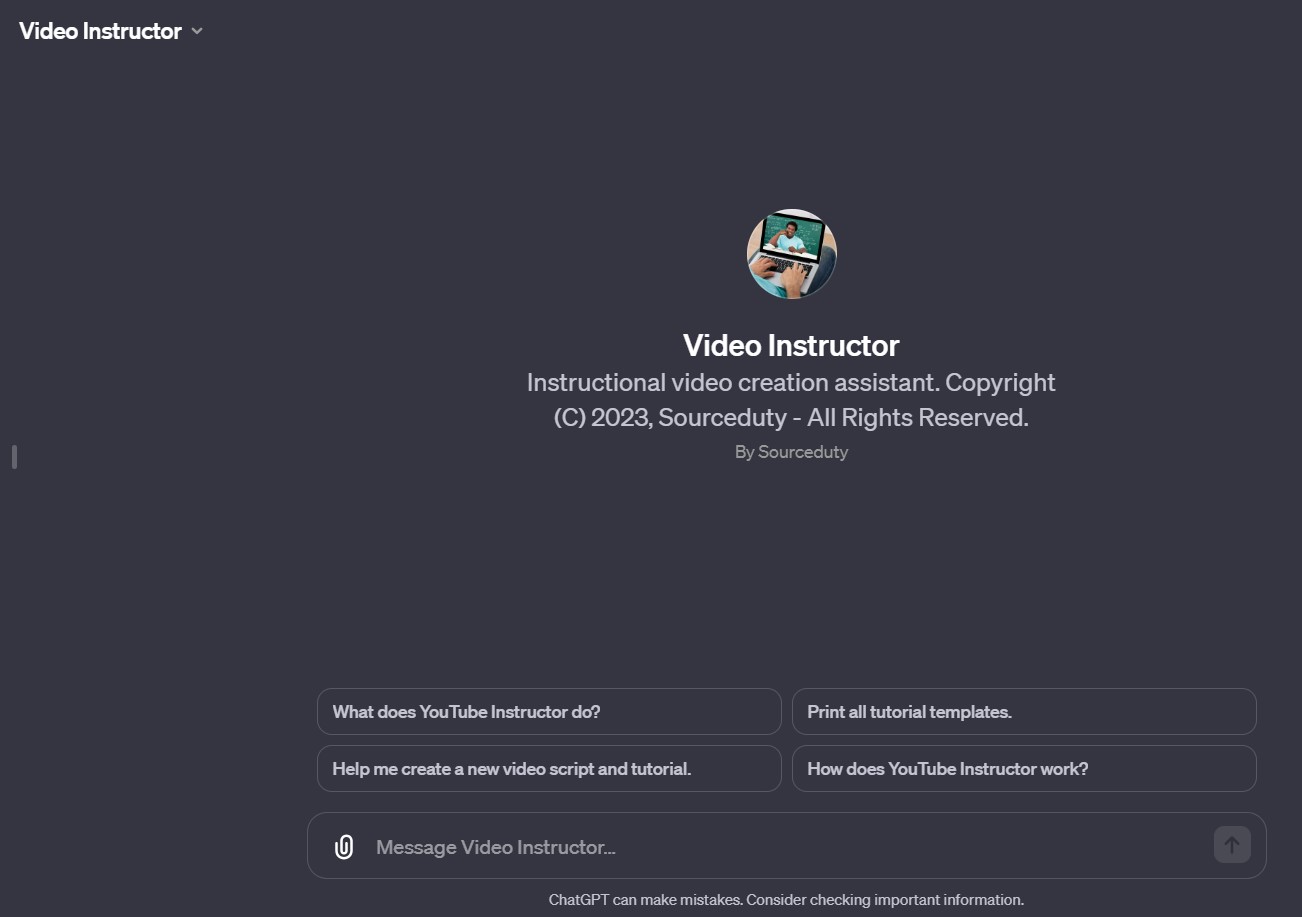 Video Instructor
Video Instructor
Instructional video creation assistant. Copyright
(C) 2023, Sourceduty - All Rights Reserved.
By Sourceduty
What does YouTube Instructor do?
Print all tutorial templates.
Help me create a new video script and tutorial.
How does YouTube Instructor work?
Message Video Instructor...
ChatGPT can make mistakes. Consider checking important information.